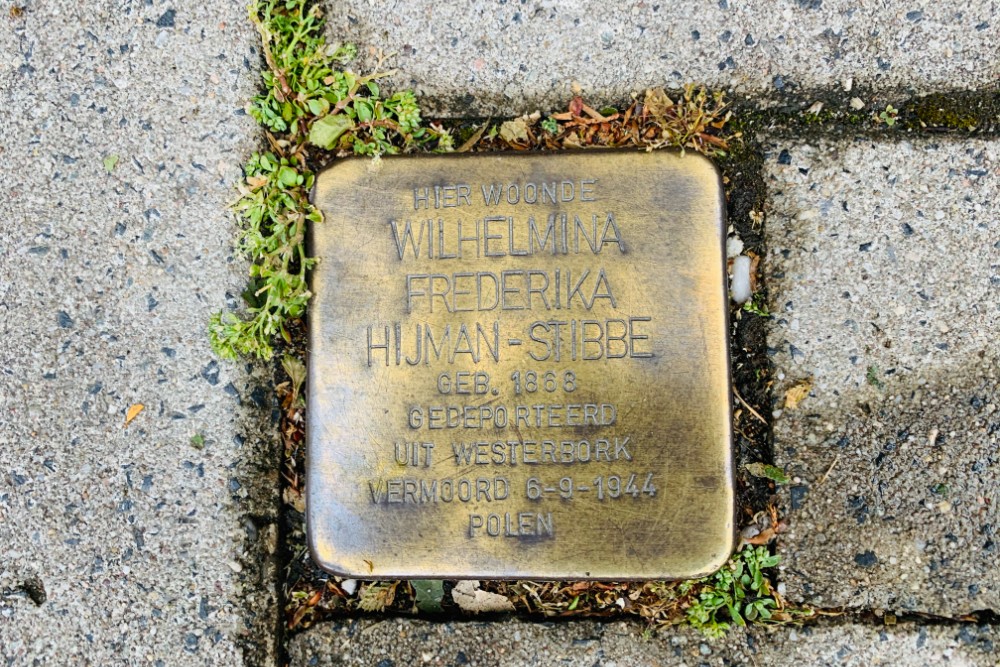 HIER WOONDE
WILHELMINA
FREDERIKA
HIJMAN-STIBBE
GEB. 1868
GEDEPORTEERD
UIT WESTERBORK
VERMOORD 6-9-1944
POLEN